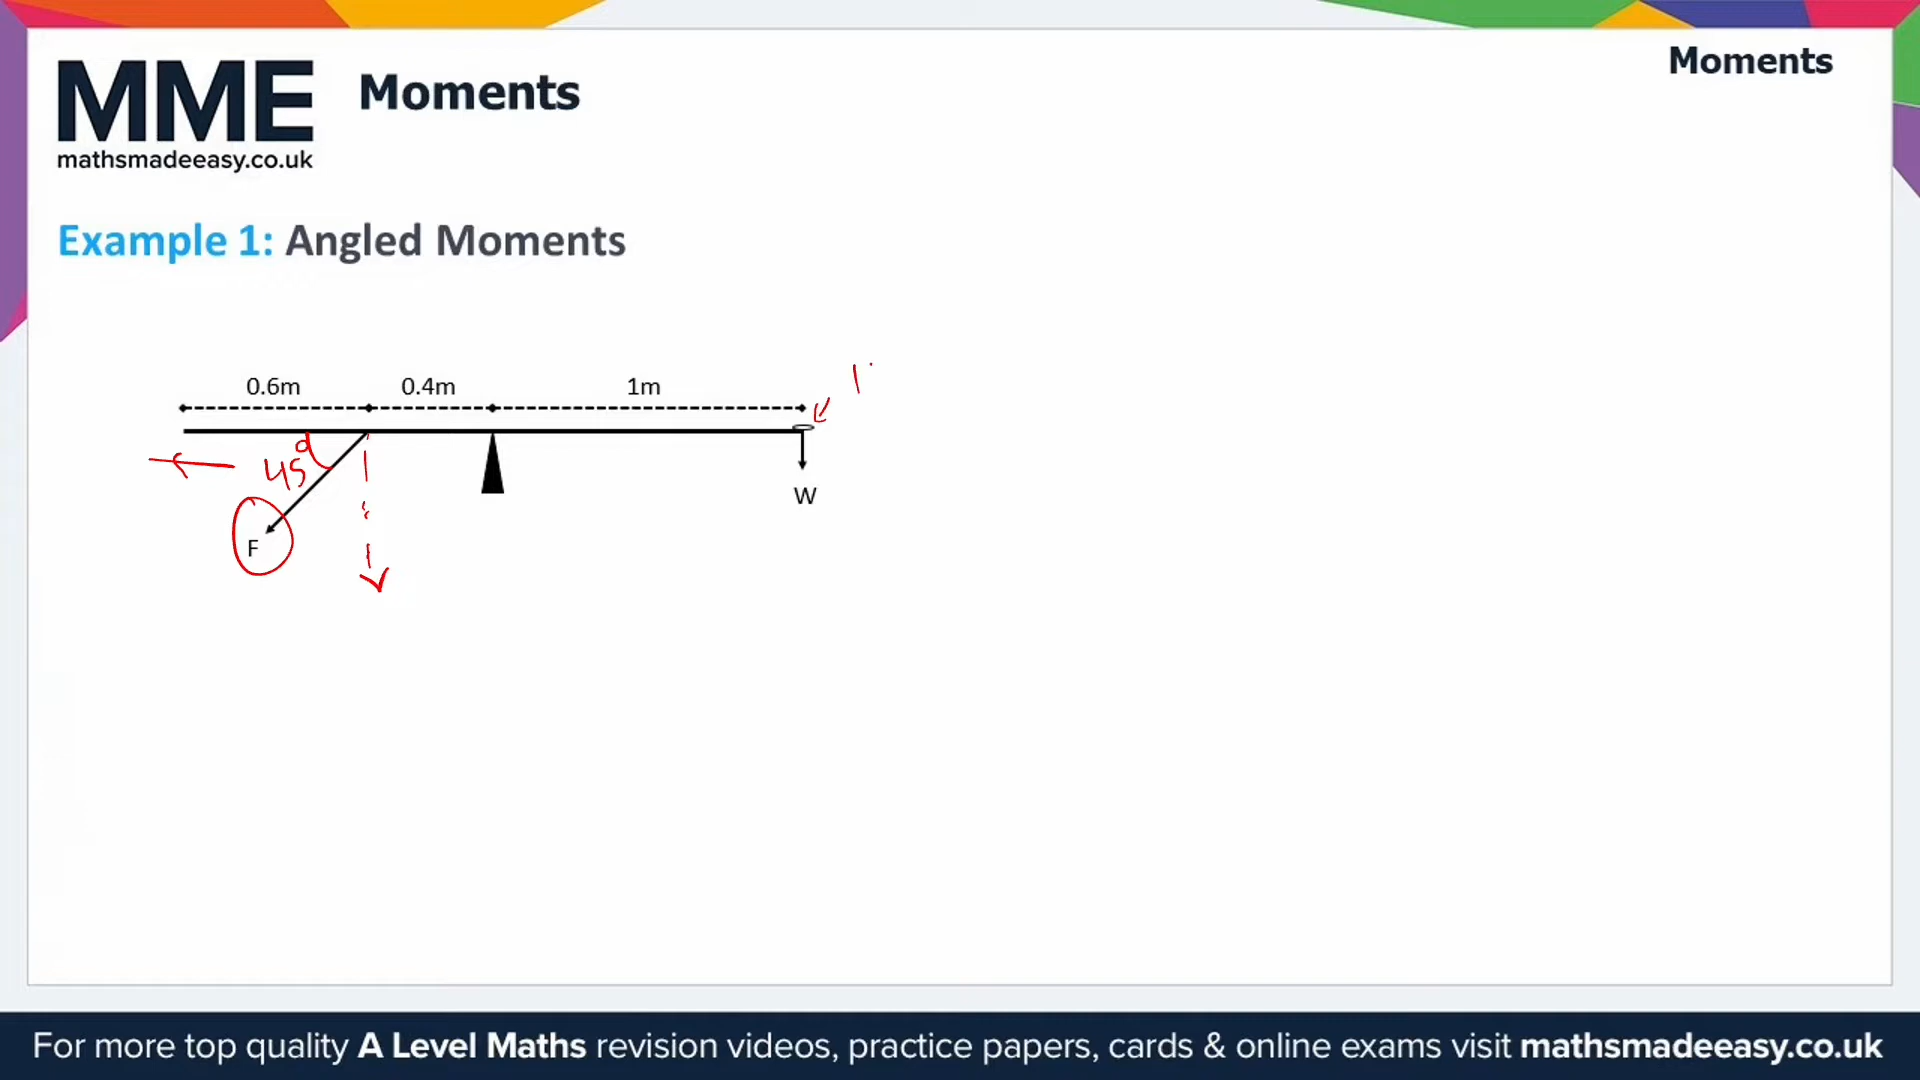 Moments
MME
mathsmadeeasy.co.uk
Moments
Example 1: Angled Moments
0.6m 0.4m 1m
45°
W
F
For more top quality A Level Maths revision videos, practice papers, cards & online exams visit mathsmadeeasy.co.uk